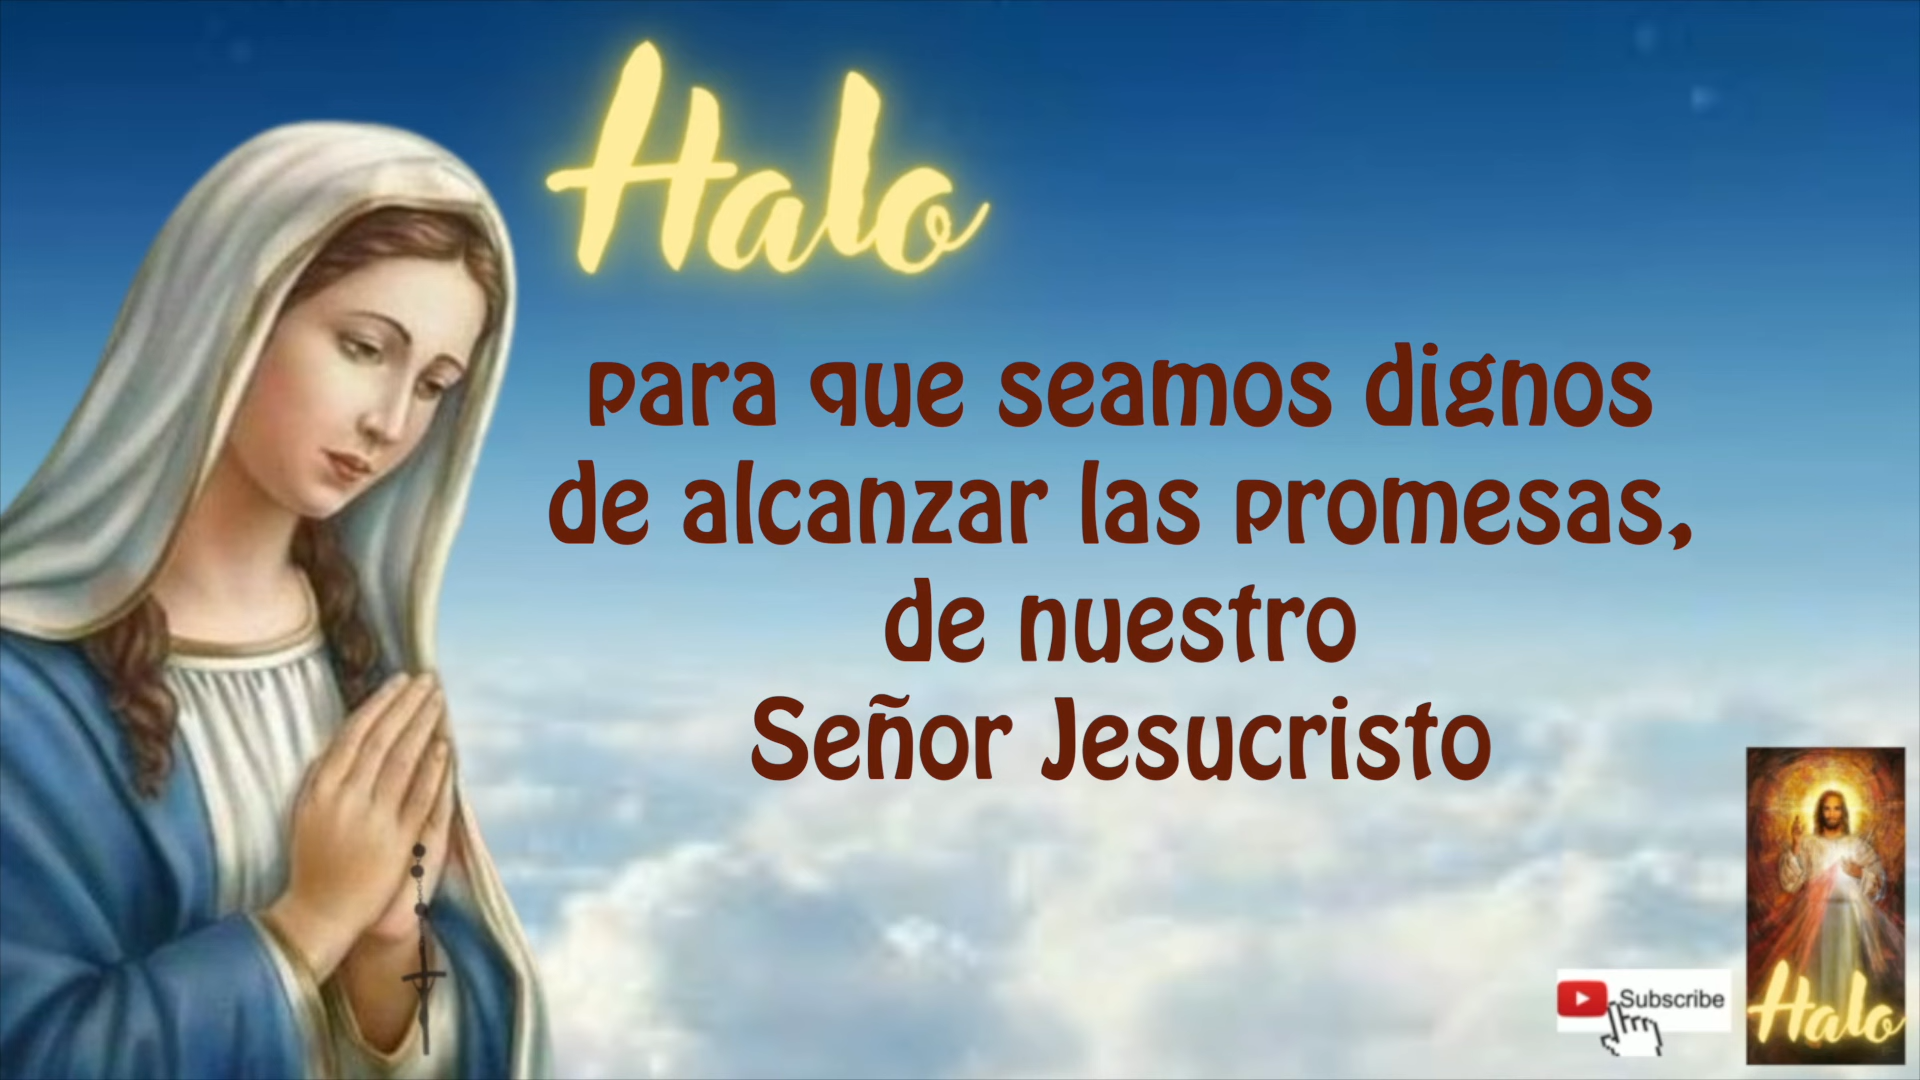 Halo
para que seamos dignos
de alcanzar las promesas,
de nuestro
Señor Jesucristo
Subscribe
Halo